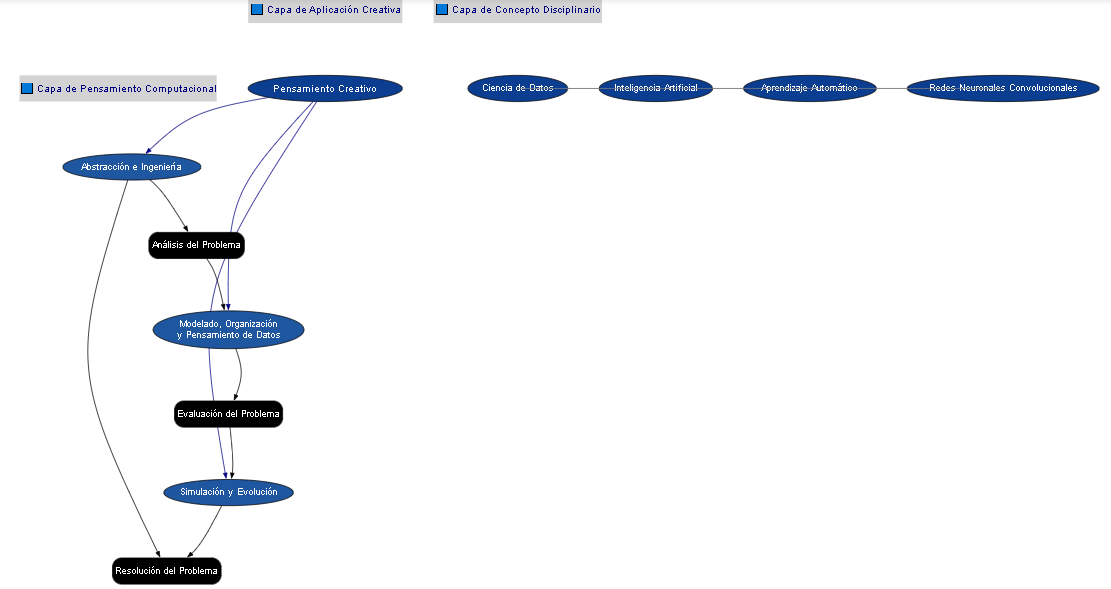 Capa de Aplicación Creativa
Capa de Concepto Disciplinario
Capa de Pensamiento Computacional
Pensamiento Creativo
Ciencia de Datos
Inteligencia Artificial
Aprendizaje Automático
Redes Neuronales Convolucionales
Abstracción e Ingeniería
Análisis del Problema
Modelado, Organización
y Pensamiento de Datos
Evaluación del Problema
Simulación y Evolución
Resolución del Problema